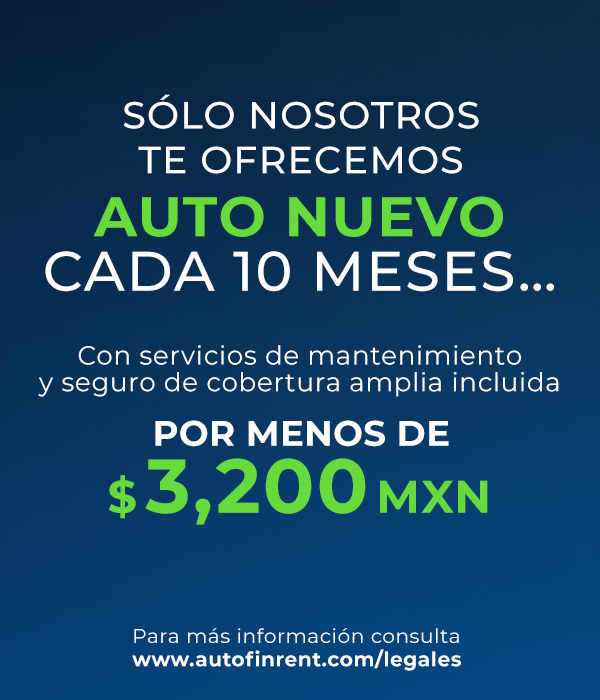 SÓLO NOSOTROS
TE OFRECEMOS
AUTO NUEVO
CADA 10 MESES...
Con servicios de mantenimiento
y seguro de cobertura amplia incluida
POR MENOS DE
$3,200 MXN
Para más información consulta
www.autofinrent.com/legales